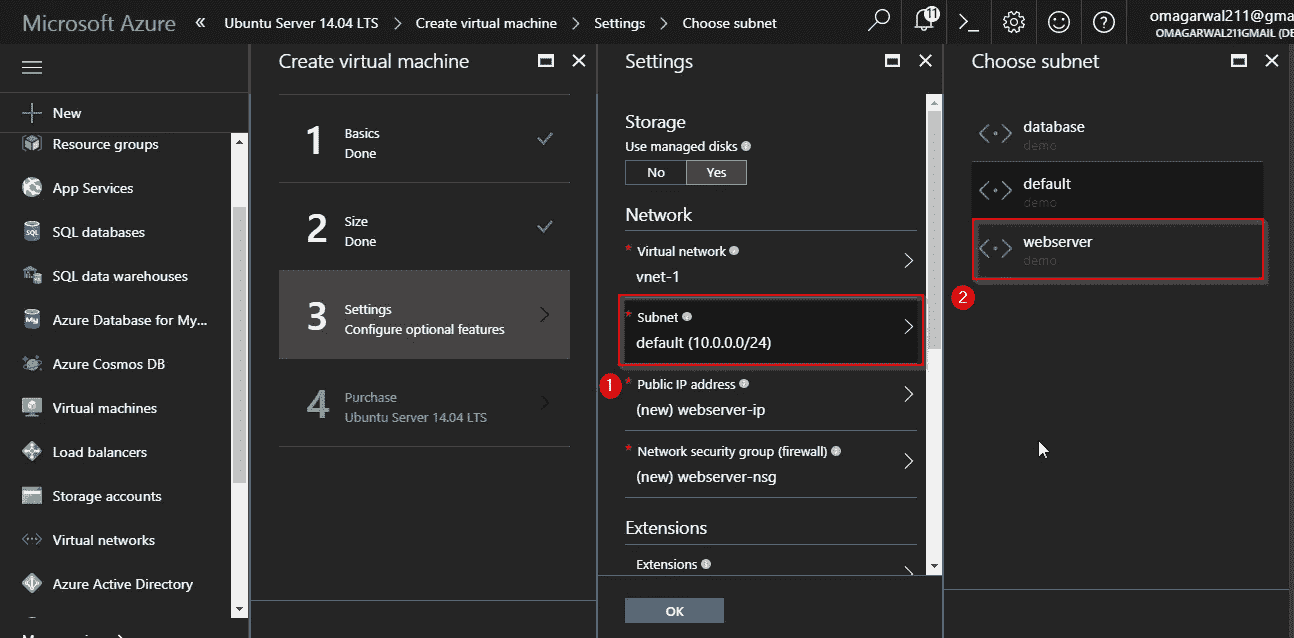 Microsoft Azure « Ubuntu Server 14.04 LTS > Create virtual machine > Settings > Choose subnet
11
omagarwal211@gma
OMAGARWAL211GMAIL (DE
New
Resource groups
App Services
SQL databases
SQL data warehouses
Azure Database for My...
Azure Cosmos DB
Virtual machines
Load balancers
Storage accounts
Virtual networks
Azure Active Directory
Create virtual machine
1
Basics
Done
2
Size
Done
3
Settings
Configure optional features
4
Purchase
Ubuntu Server 14.04 LTS
Settings
Storage
Use managed disks
No Yes
Network
* Virtual network
vnet-1
* Subnet
default (10.0.0.0/24)
1
* Public IP address
(new) webserver-ip
* Network security group (firewall)
(new) webserver-nsg
Extensions
Extensions
OK
Choose subnet
database
demo
default
demo
webserver
demo
2